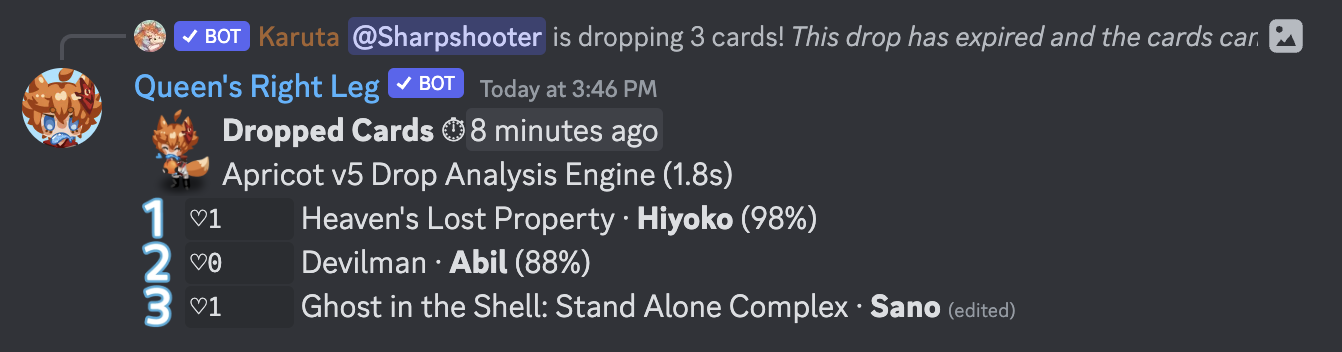 ✓ BOT Karuta @Sharpshooter is dropping 3 cards! This drop has expired and the cards can
Queen's Right Leg ✓ BOT Today at 3:46 PM
Dropped Cards ⏱8 minutes ago
Apricot v5 Drop Analysis Engine (1.8s)
1 ♡1 Heaven's Lost Property · Hiyoko (98%)
2 ♡0 Devilman · Abil (88%)
3 ♡1 Ghost in the Shell: Stand Alone Complex · Sano (edited)